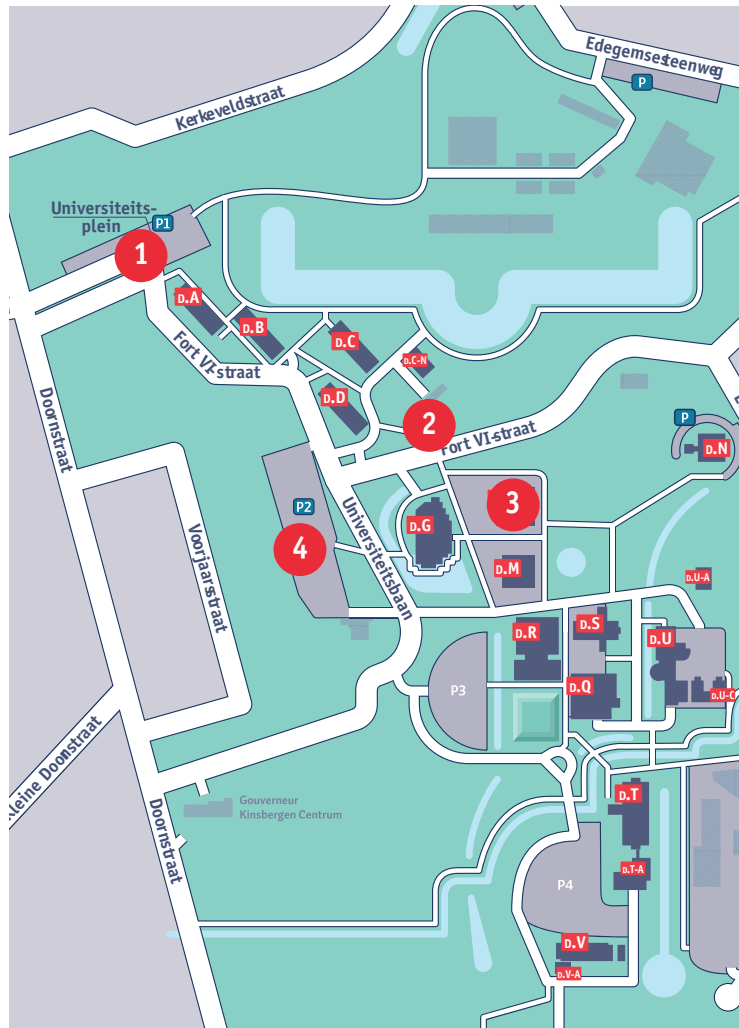 Edegemsesteenweg
P
Kerkeveldstraat
Universiteits-
plein
P1
1
D.A
D.B
D.C
D.C-N
D.D
Fort VI-straat
2
Fort VI-straat
P
D.N
Doornstraat
P2
3
D.G
4
D.M
Universiteitsbaan
Voorjaarsstraat
D.U-A
D.R
D.S
D.U
P3
D.Q
D.U-C
Kleine Doornstraat
Gouverneur
Kinsbergen Centrum
Doornstraat
D.T
D.T-A
P4
D.V
D.V-A